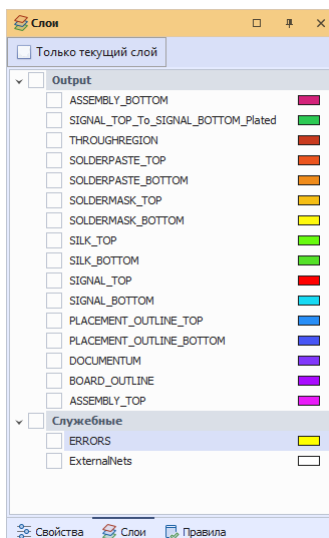 Слои
Только текущий слой
Output
ASSEMBLY_BOTTOM
SIGNAL_TOP_To_SIGNAL_BOTTOM_Plated
THROUGHREGION
SOLDERPASTE_TOP
SOLDERPASTE_BOTTOM
SOLDERMASK_TOP
SOLDERMASK_BOTTOM
SILK_TOP
SILK_BOTTOM
SIGNAL_TOP
SIGNAL_BOTTOM
PLACEMENT_OUTLINE_TOP
PLACEMENT_OUTLINE_BOTTOM
DOCUMENTUM
BOARD_OUTLINE
ASSEMBLY_TOP
Служебные
ERRORS
ExternalNets
Свойства Слои Правила